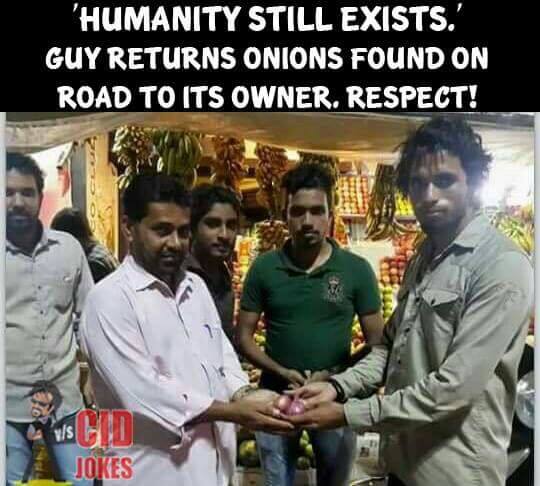 'HUMANITY STILL EXISTS.'
GUY RETURNS ONIONS FOUND ON
ROAD TO ITS OWNER. RESPECT!
V/S CID
JOKES